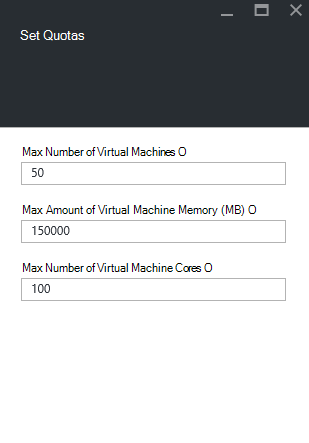 Set Quotas
Max Number of Virtual Machines O
50
Max Amount of Virtual Machine Memory (MB) O
150000
Max Number of Virtual Machine Cores O
100